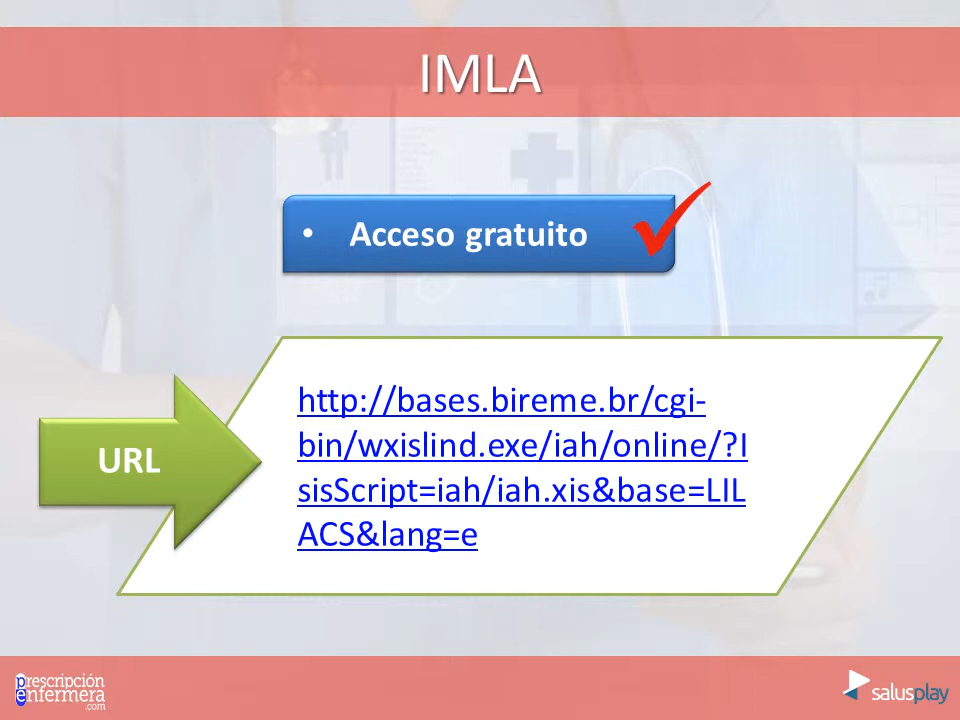 IMLA
• Acceso gratuito
URL
http://bases.bireme.br/cgi-
bin/wxislind.exe/iah/online/?I
sisScript=iah/iah.xis&base=LIL
ACS&lang=e
prescripción
enfermera
.com
salusplay